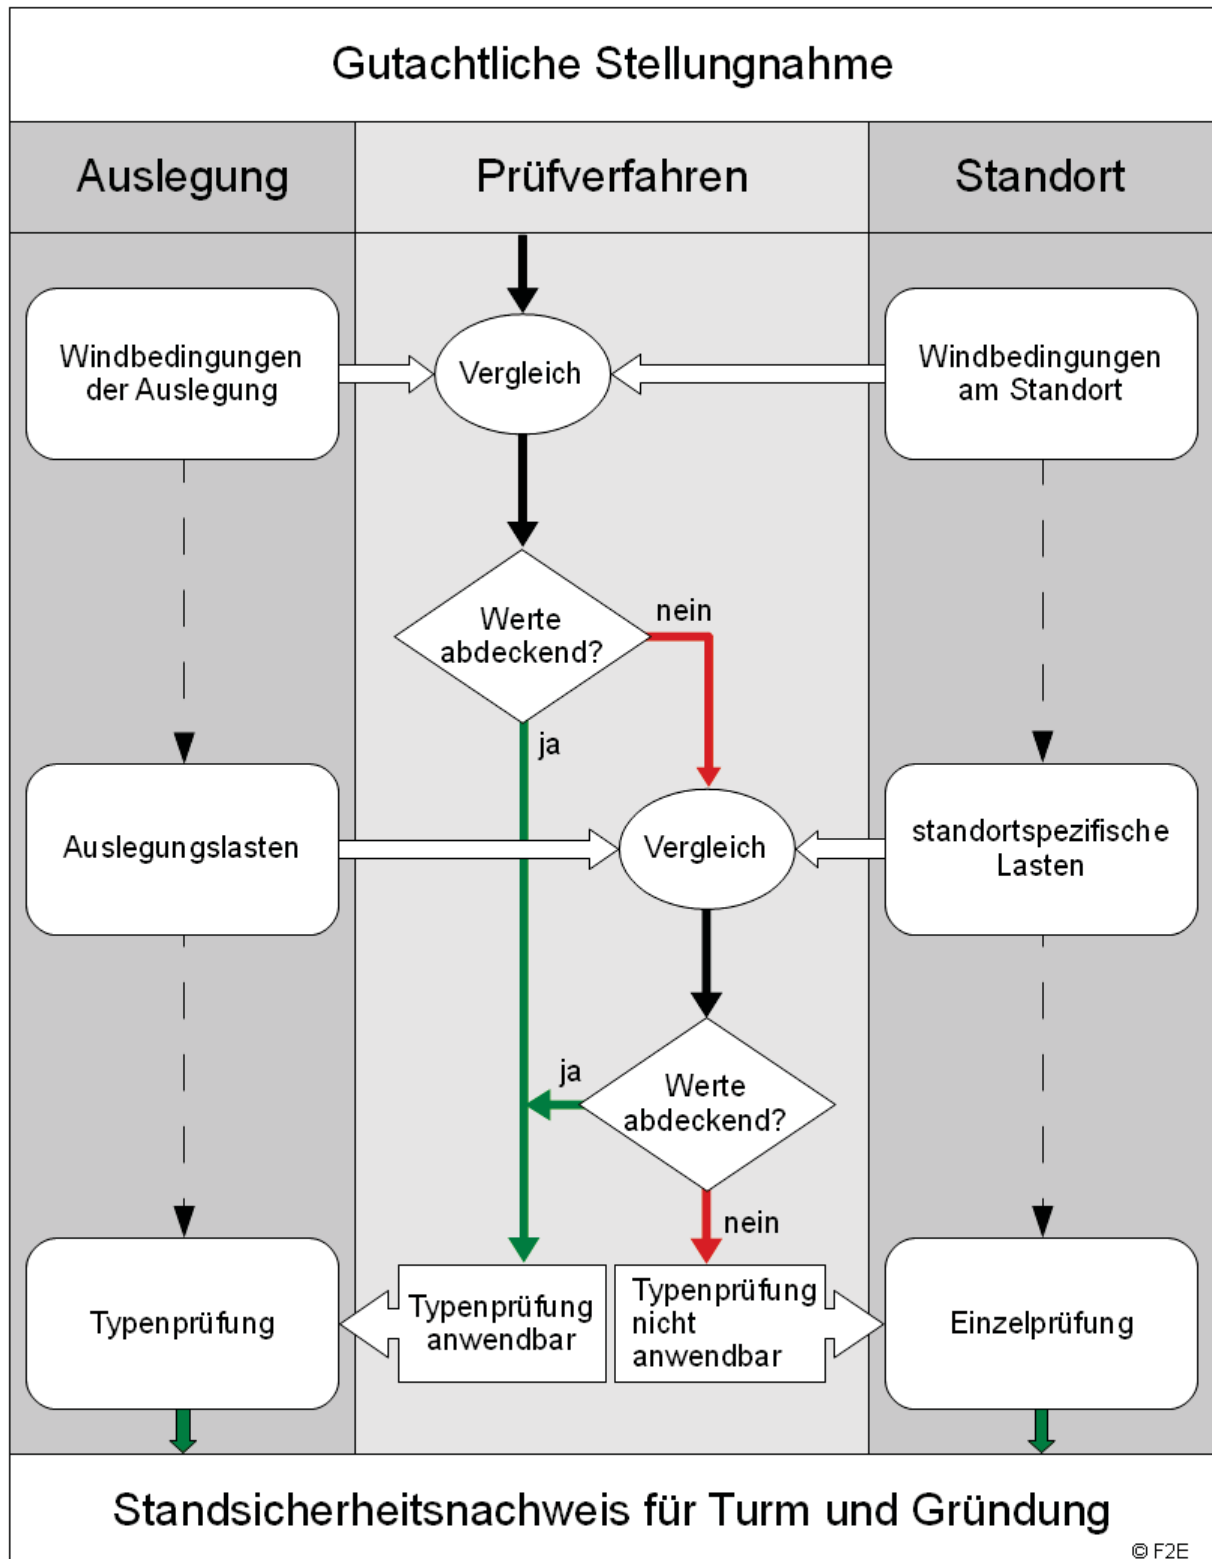 Gutachtliche Stellungnahme
Auslegung
Prüfverfahren
Standort
Windbedingungen
der Auslegung
Vergleich
Windbedingungen
am Standort
Werte
abdeckend?
nein
ja
Auslegungslasten
Vergleich
standortspezifische
Lasten
ja
Werte
abdeckend?
nein
Typenprüfung
Typenprüfung
anwendbar
Typenprüfung
nicht
anwendbar
Einzelprüfung
Standsicherheitsnachweis für Turm und Gründung
© F2E